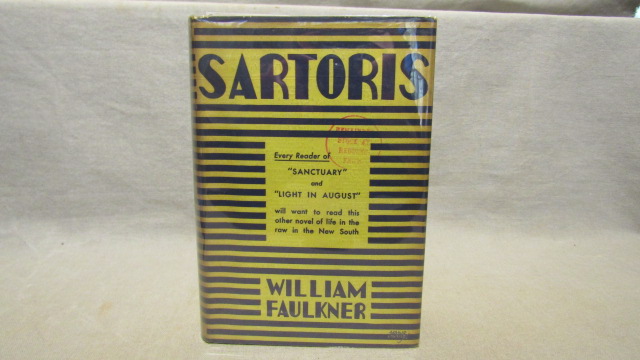 SARTORIS
Every Reader of
"SANCTUARY"
and
"LIGHT IN AUGUST"
will want to read this
other novel of life in the
raw in the New South
WILLIAM
FAULKNER